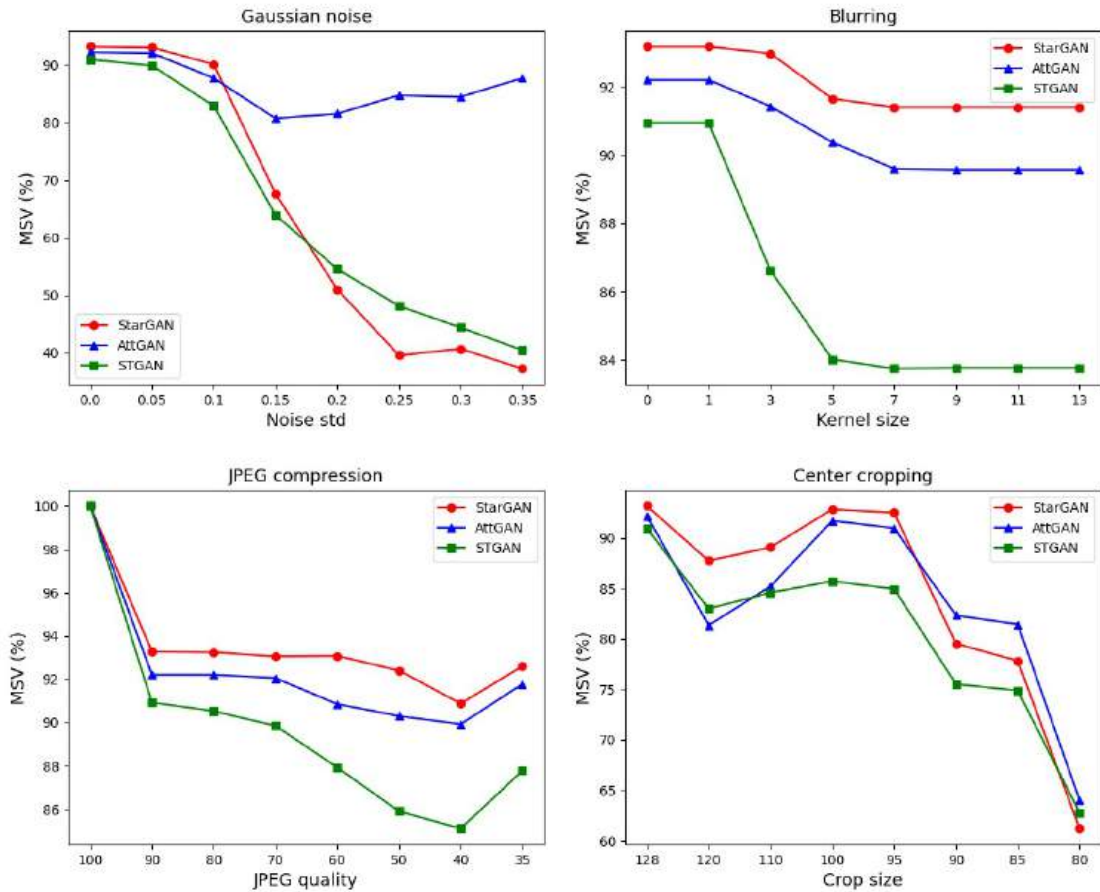 Gaussian noise
MSV (%)
90
80
70
60
50
40
StarGAN
AttGAN
STGAN
0.0 0.05 0.1 0.15 0.2 0.25 0.3 0.35
Noise std
Blurring
MSV (%)
92
90
88
86
84
StarGAN
AttGAN
STGAN
0 1 3 5 7 9 11 13
Kernel size
JPEG compression
MSV (%)
100
98
96
94
92
90
88
86
StarGAN
AttGAN
STGAN
100 90 80 70 60 50 40 35
JPEG quality
Center cropping
MSV (%)
90
85
80
75
70
65
60
StarGAN
AttGAN
STGAN
128 120 110 100 95 90 85 80
Crop size